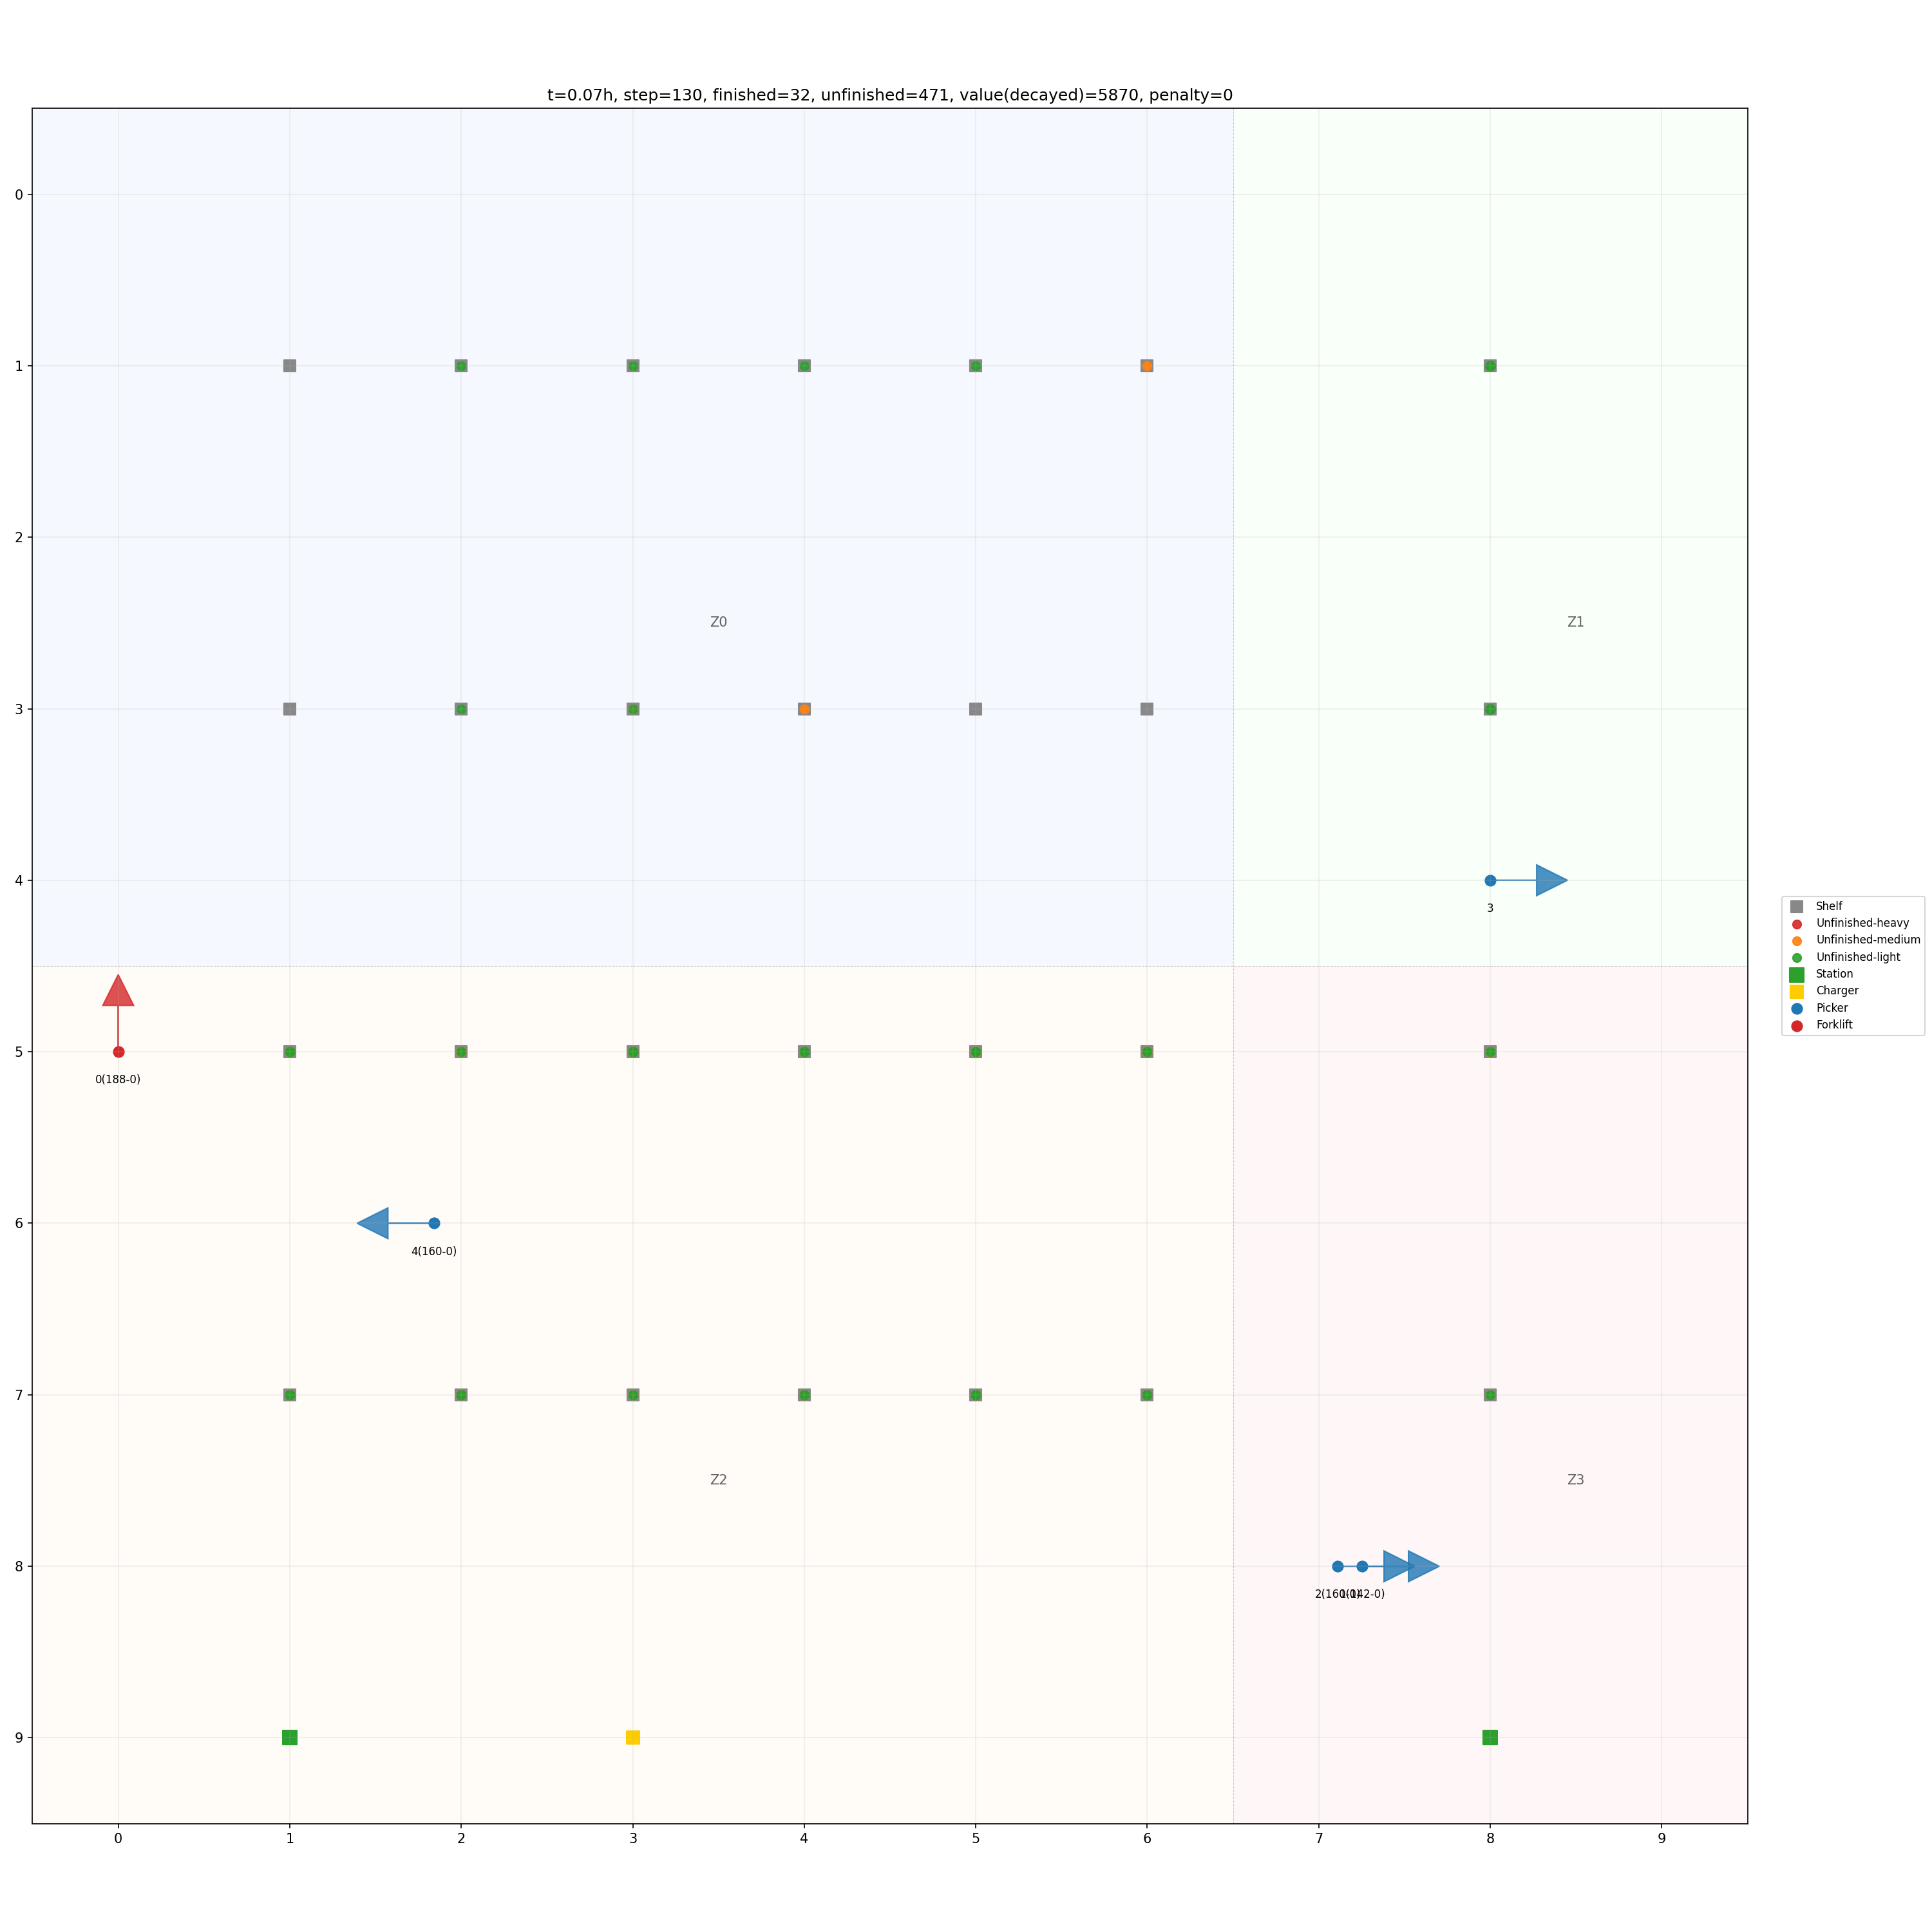 t=0.07h, step=130, finished=32, unfinished=471, value(decayed)=5870, penalty=0
0
1
2
Z0
Z1
3
4
3
Shelf
Unfinished-heavy
Unfinished-medium
Unfinished-light
Station
Charger
Picker
Forklift
5
0(188-0)
6
4(160-0)
7
Z2
Z3
8
9
0
1
2
3
4
5
6
7
8
9